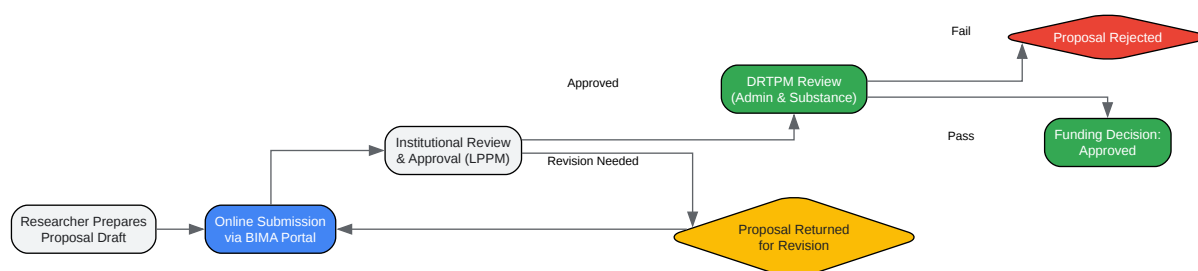 Fail
Proposal Rejected
Approved
DRTPM Review
(Admin & Substance)
Pass
Funding Decision:
Approved
Institutional Review
& Approval (LPPM)
Revision Needed
Researcher Prepares
Proposal Draft
Online Submission
via BIMA Portal
Proposal Returned
for Revision